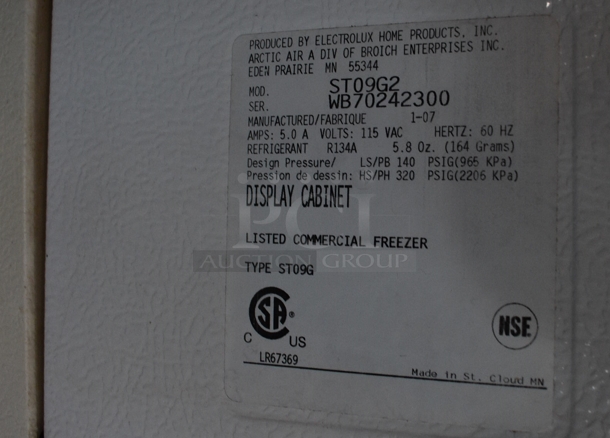 PRODUCED BY ELECTROLUX HOME PRODUCTS, INC.
ARCTIC AIR A DIV OF BROICH ENTERPRISES INC.
EDEN PRAIRIE MN 55344
MOD. ST09G2
SER. WB70242300
MANUFACTURED/FABRIQUE 1-07
AMPS: 5.0 A VOLTS: 115 VAC HERTZ: 60 HZ
REFRIGERANT R134A 5.8 Oz. (164 Grams)
Design Pressure/ LS/PB 140 PSIG(965 KPa)
Pression de dessin: HS/PH 320 PSIG(2206 KPa)
DISPLAY CABINET
PCI
AUCTION GROUP
LISTED COMMERCIAL FREEZER
TYPE ST09G
SA ®
C US
LR67369
NSE
Made in St. Cloud MN